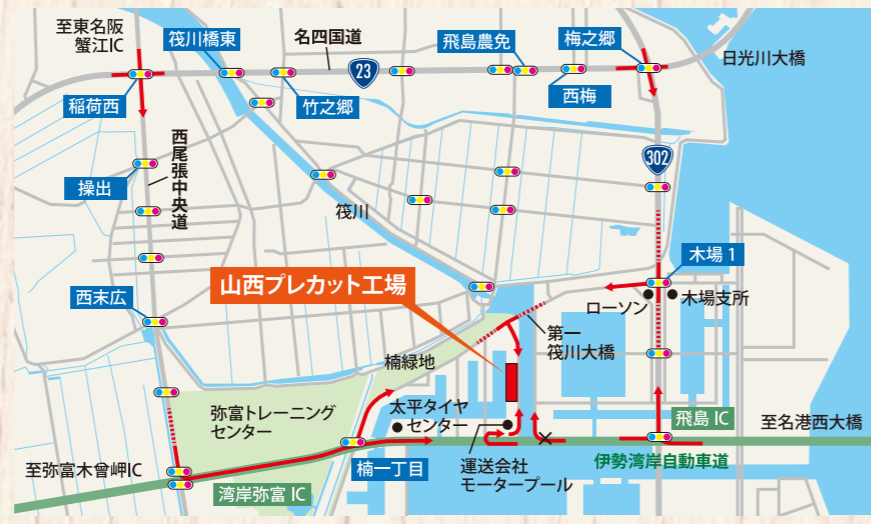 至東名阪
蟹江IC
筏川橋東
名四国道
23
飛島農免
梅之郷
日光川大橋
稲荷西
竹之郷
西梅
西尾張中央道
302
操出
筏川
木場1
山西プレカット工場
西末広
ローソン
木場支所
第一
筏川大橋
楠緑地
弥富トレーニング
センター
太平タイヤ
センター
飛島 IC
至名港西大橋
至弥富木曾岬IC
楠一丁目
運送会社
モータープール
伊勢湾岸自動車道
湾岸弥富 IC